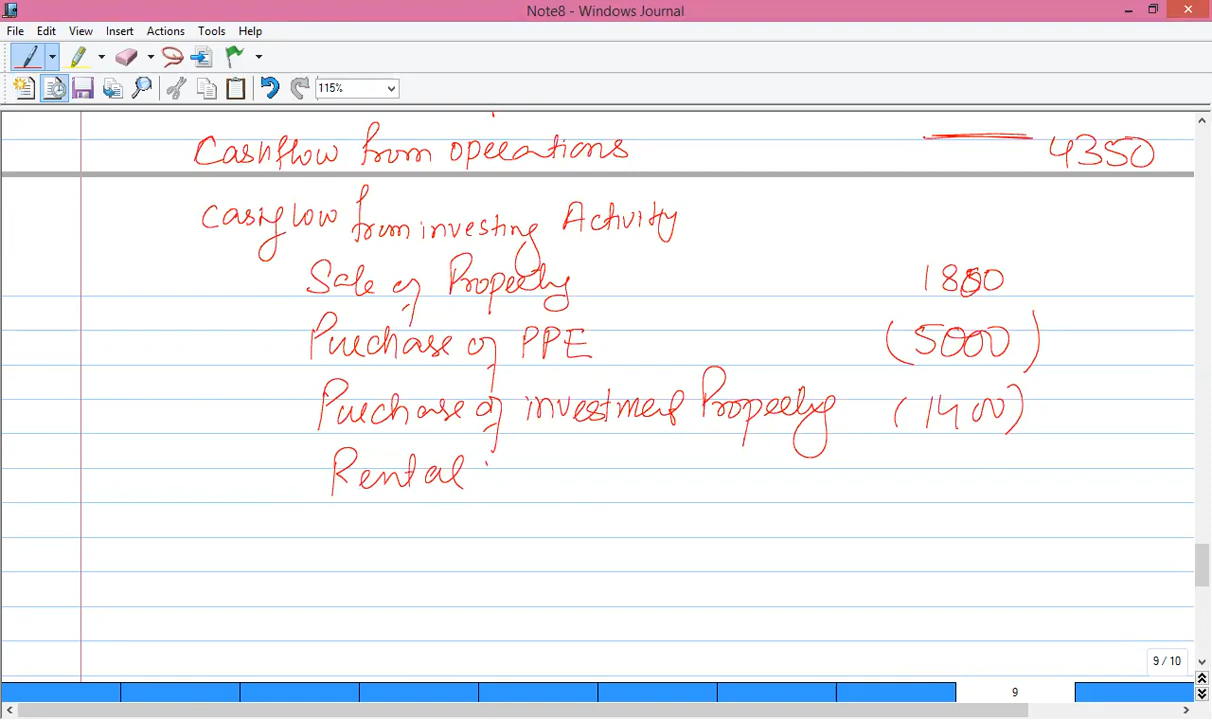 Note8 - Windows Journal
File Edit View Insert Actions Tools Help
115%
Cashflow from operations 4350
Cashflow from investing Activity
Sale of Property 1850
Purchase of PPE (5000)
Purchase of investment Property (1400)
Rental
9 / 10
9